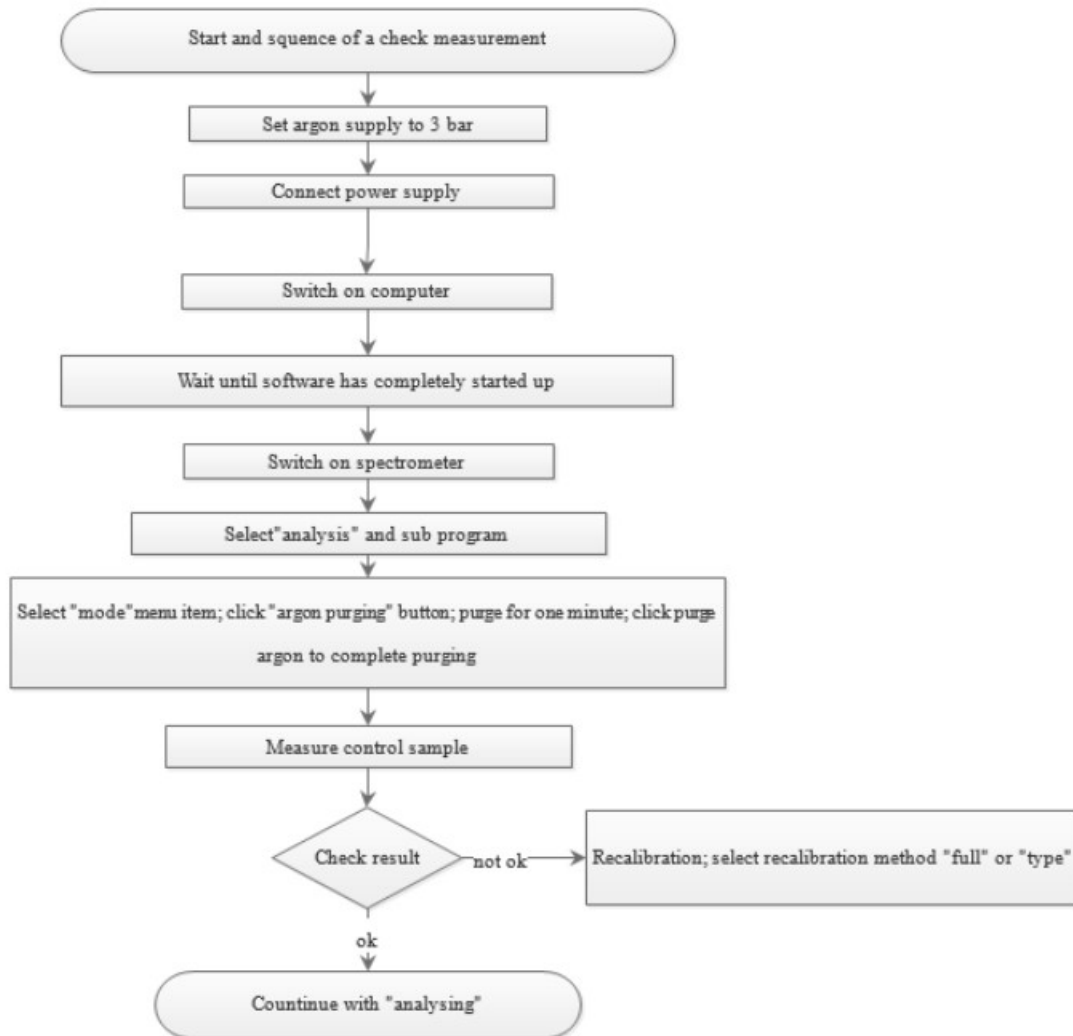 Start and squence of a check measurement
Set argon supply to 3 bar
Connect power supply
Switch on computer
Wait until software has completely started up
Switch on spectrometer
Select"analysis" and sub program
Select "mode"menu item; click "argon purging" button; purge for one minute; click purge
argon to complete purging
Measure control sample
Check result
not ok
Recalibration; select recalibration method "full" or "type"
ok
Countinue with "analysing"